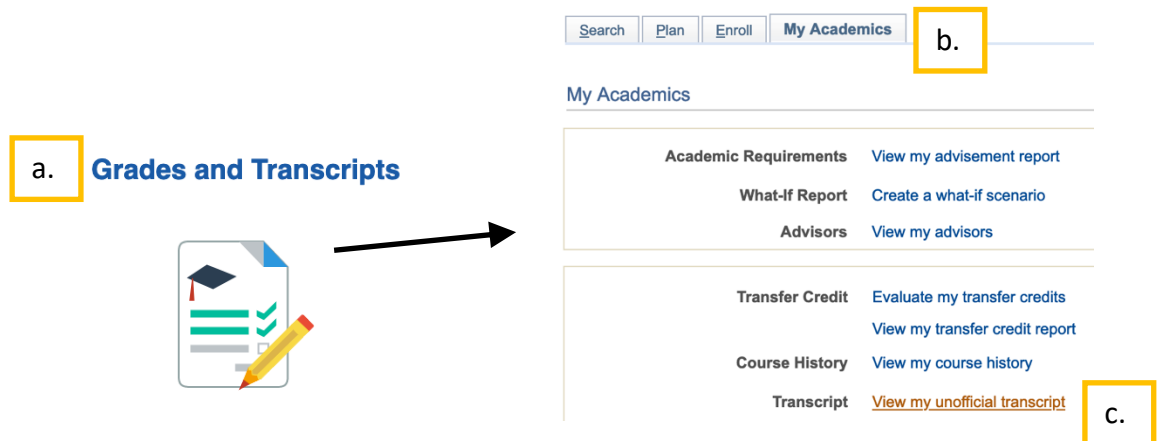 a. Grades and Transcripts
Search Plan Enroll My Academics
b.
My Academics
Academic Requirements View my advisement report
What-If Report Create a what-if scenario
Advisors View my advisors
Transfer Credit Evaluate my transfer credits
View my transfer credit report
Course History View my course history
Transcript View my unofficial transcript
c.